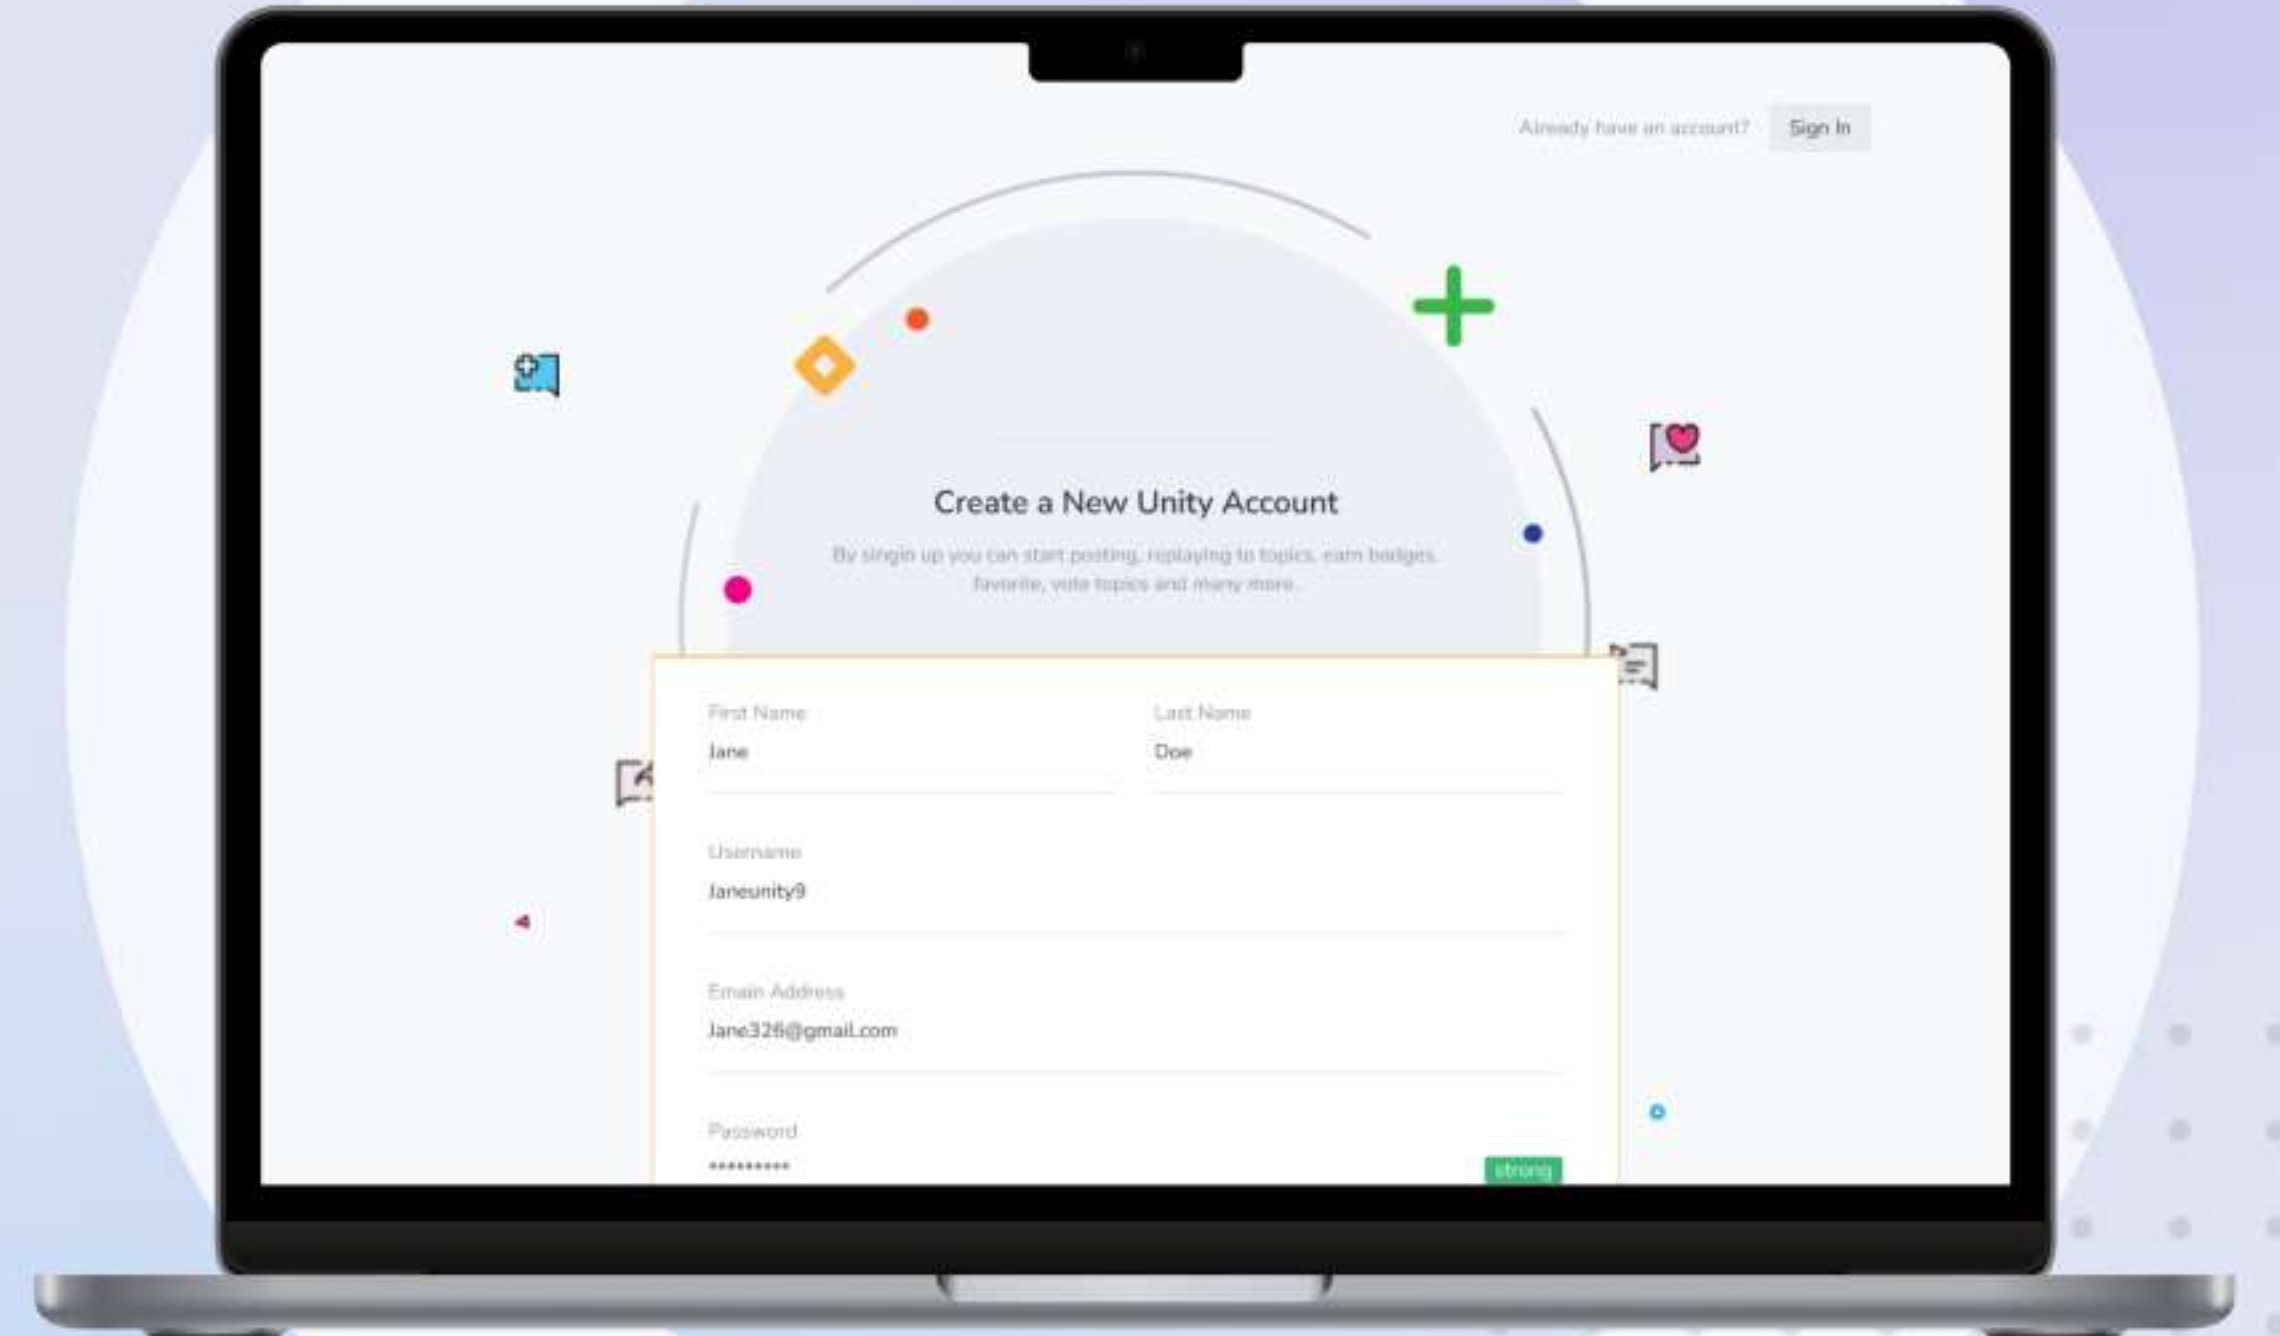 Already have an account? Sign In
Create a New Unity Account
By singin up you can start posting, replaying to topics, earn badges,
favorite, vote topics and many more.
First Name Last Name
Jane Doe
Username
Janeunity9
Emain Address
Jane326@gmail.com
Password
•••••••••
strong